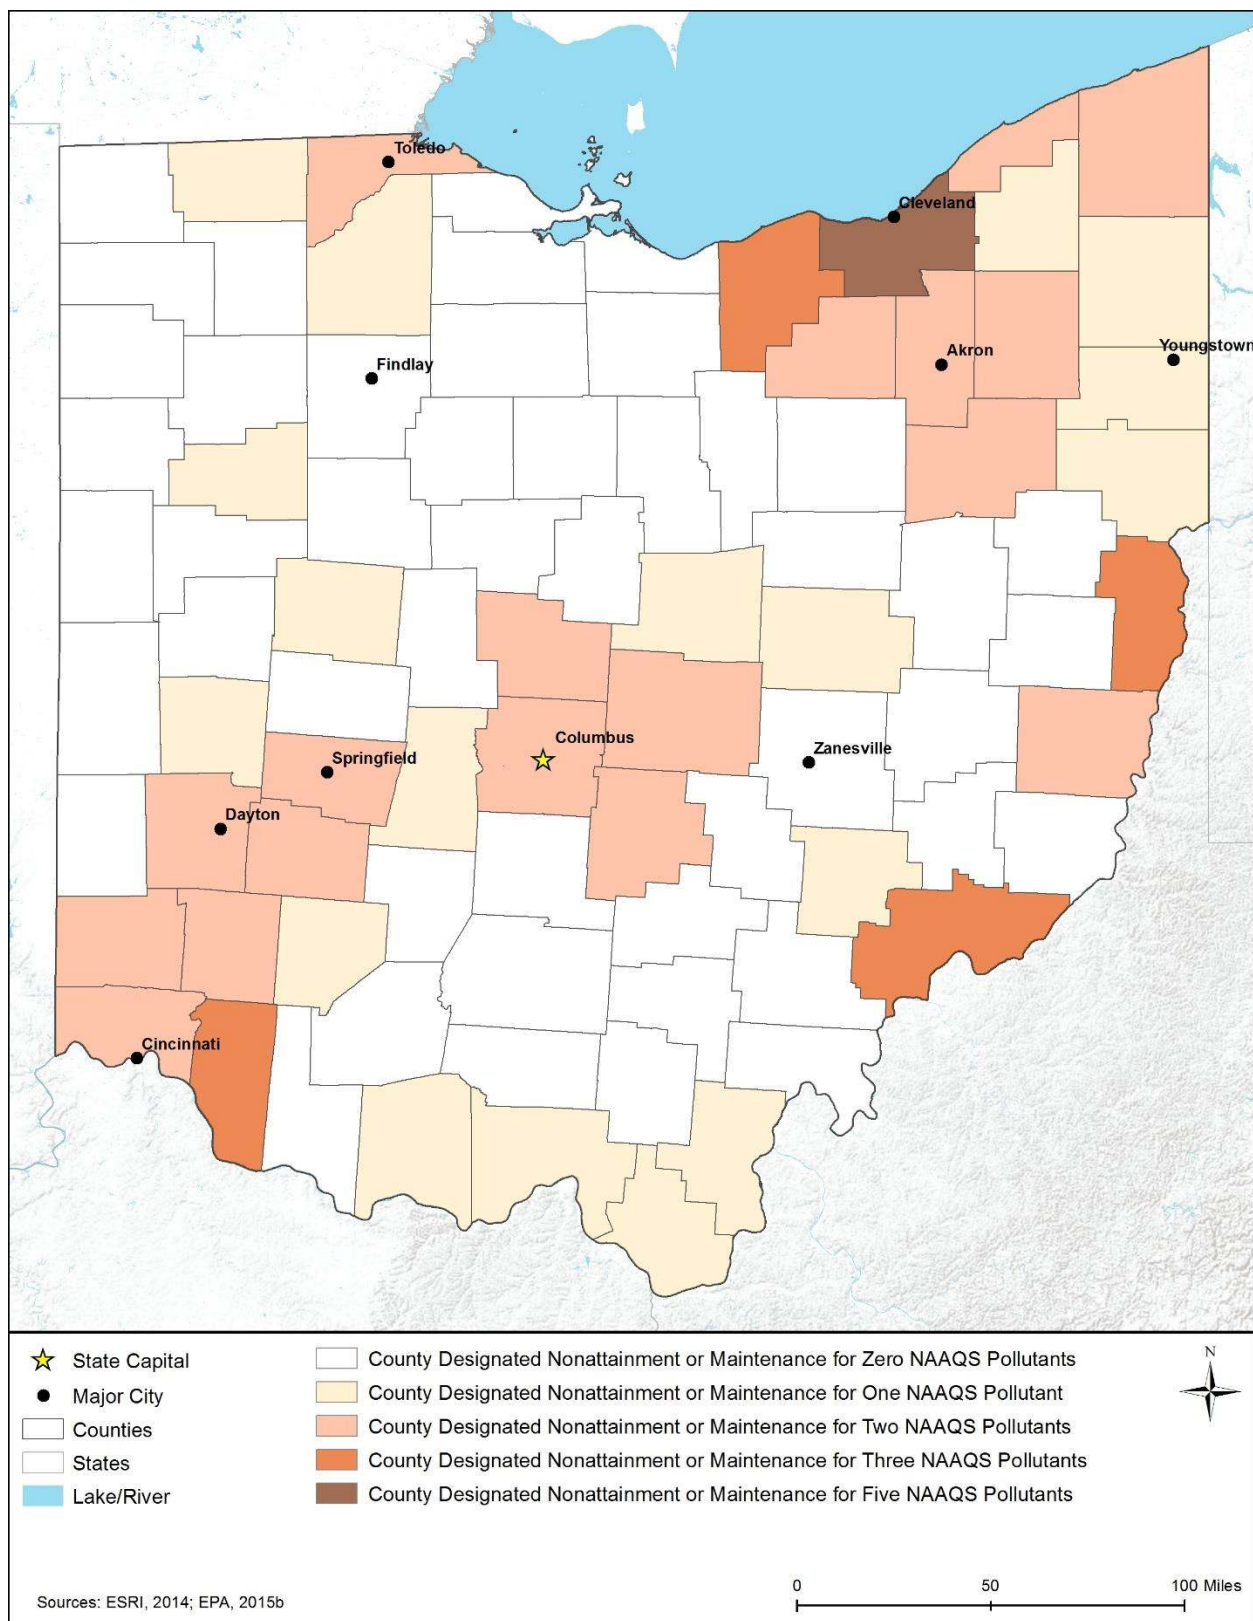 Toledo
Cleveland
Findlay
Akron
Youngstown
Columbus
Springfield
Zanesville
Dayton
Cincinnati
State Capital
Major City
Counties
States
Lake/River
County Designated Nonattainment or Maintenance for Zero NAAQS Pollutants
County Designated Nonattainment or Maintenance for One NAAQS Pollutant
County Designated Nonattainment or Maintenance for Two NAAQS Pollutants
County Designated Nonattainment or Maintenance for Three NAAQS Pollutants
County Designated Nonattainment or Maintenance for Five NAAQS Pollutants
N
0 50 100 Miles
Sources: ESRI, 2014; EPA, 2015b